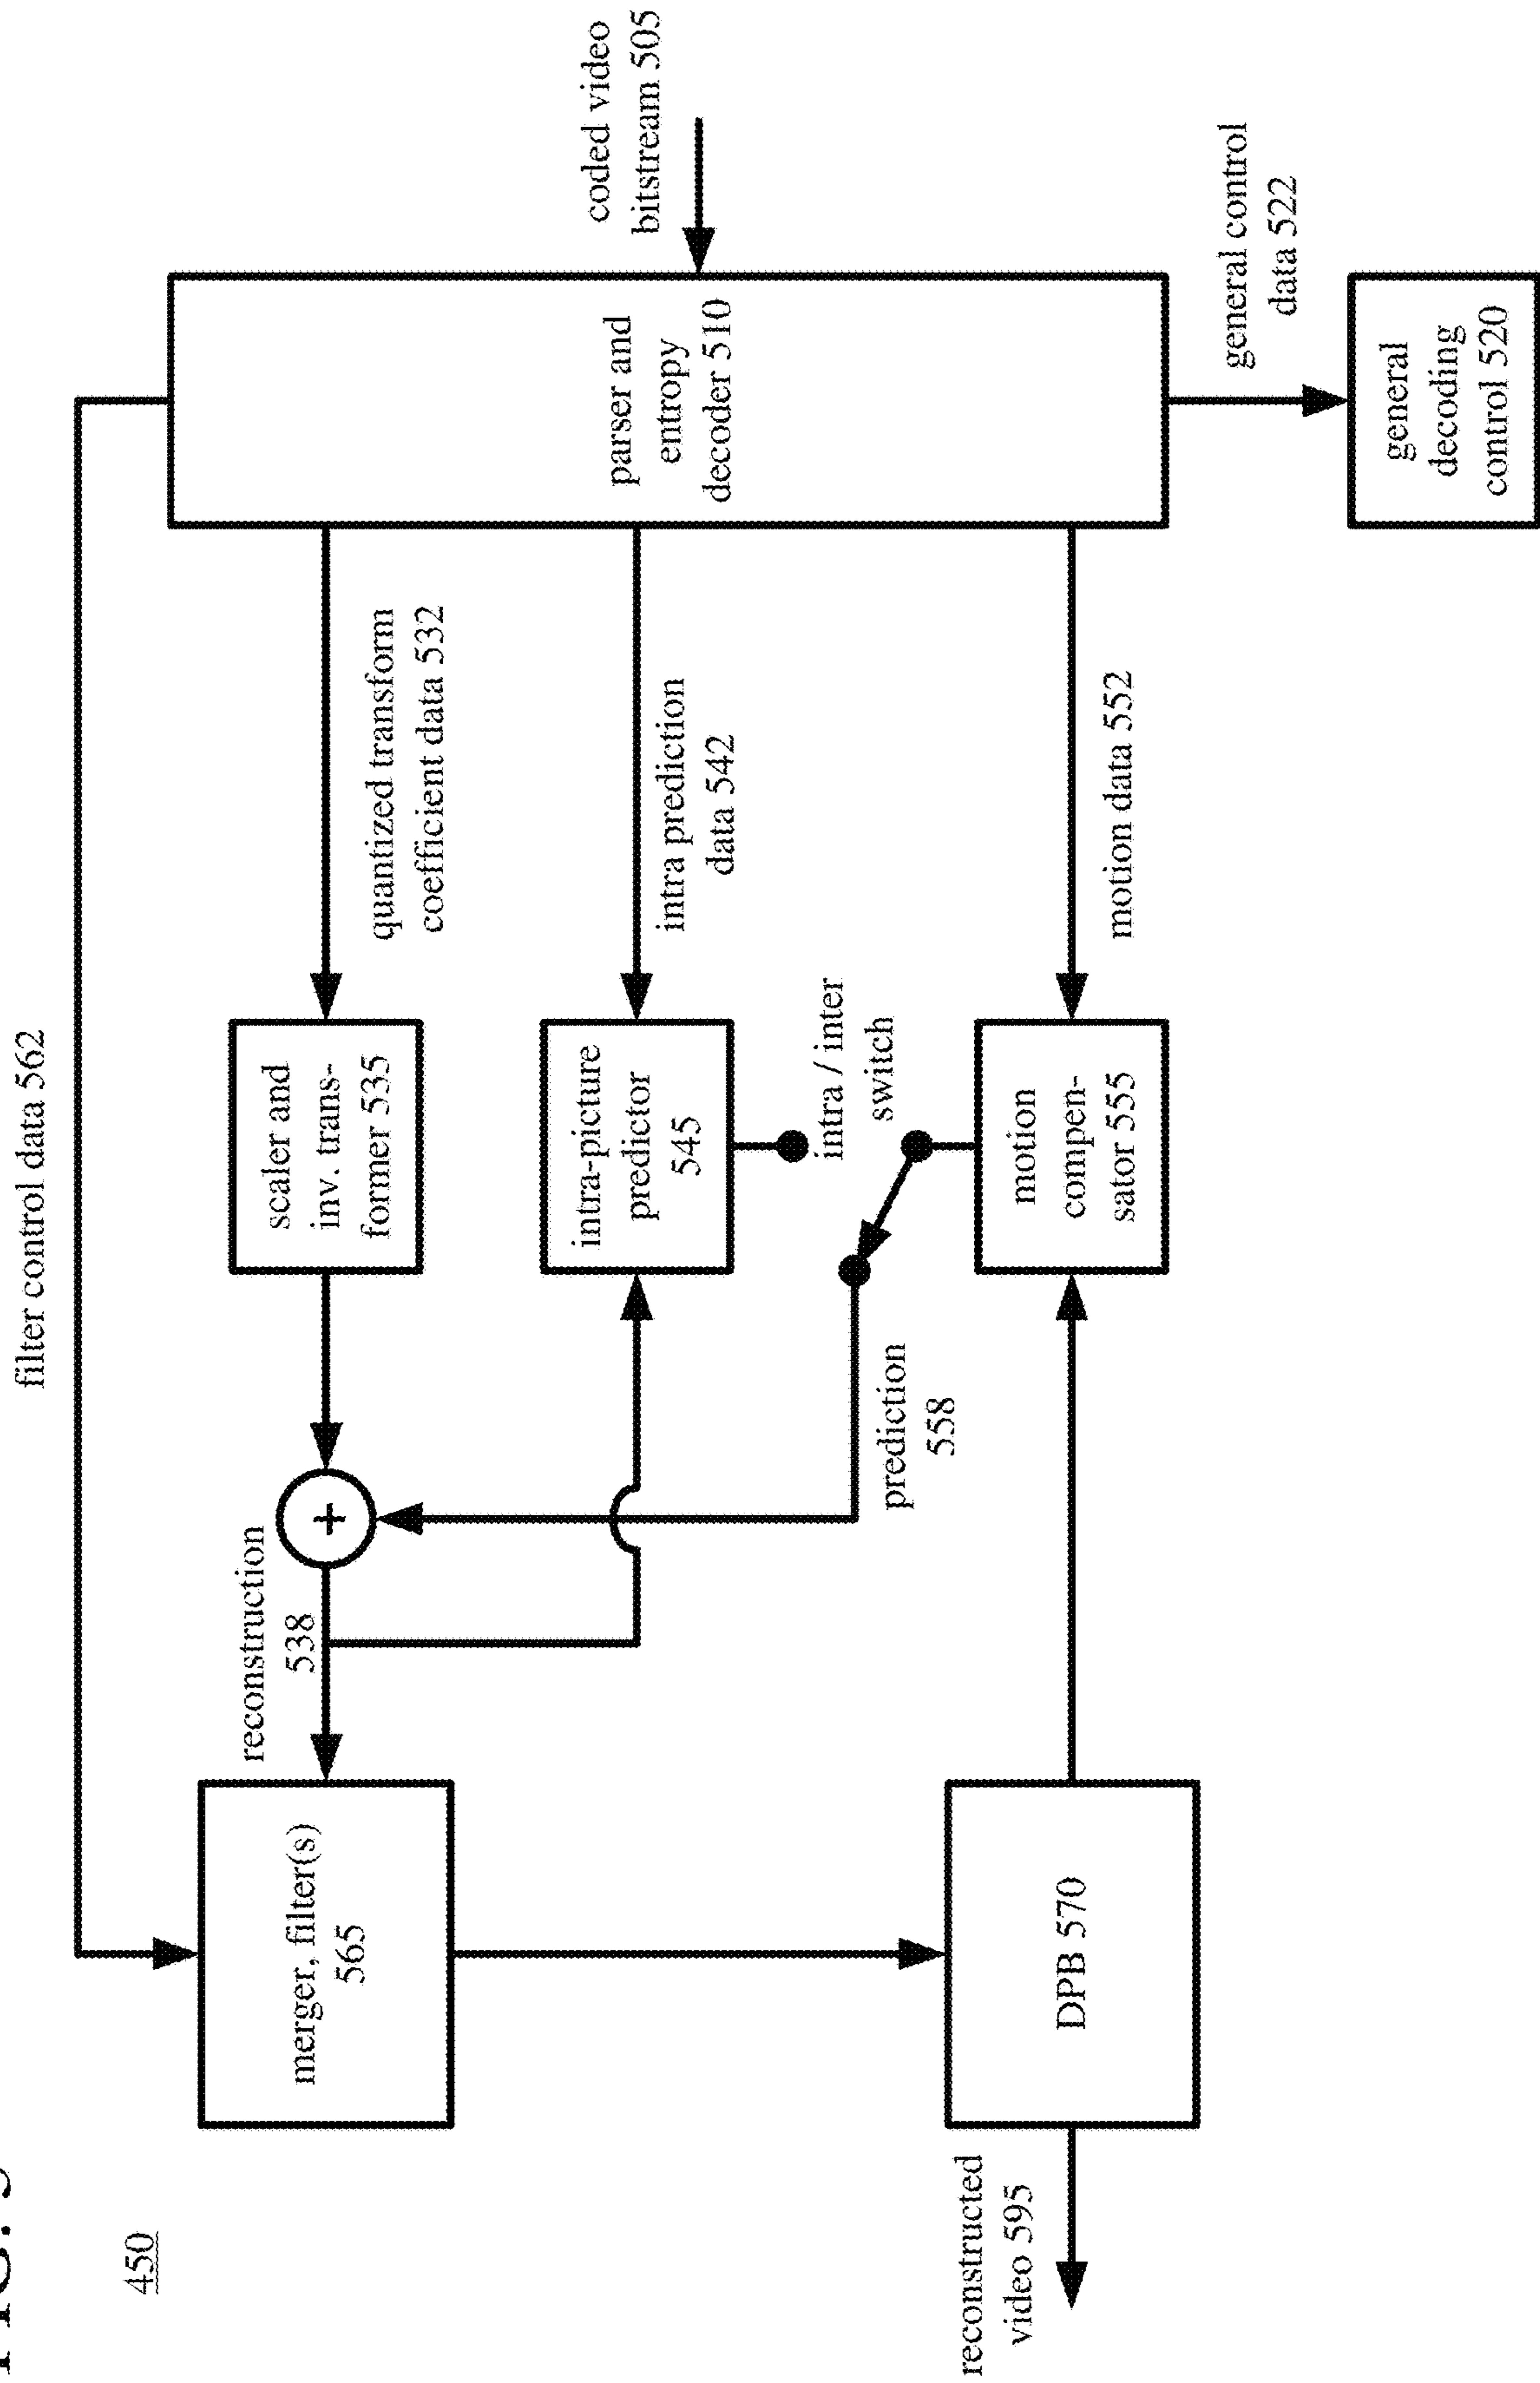 450
filter control data 562
coded video
bitstream 505
parser and
entropy
decoder 510
general control
data 522
general
decoding
control 520
quantized transform
coefficient data 532
intra prediction
data 542
motion data 552
scaler and
inv. trans-
former 535
intra-picture
predictor
545
intra / inter
switch
motion
compen-
sator 555
prediction
558
+
reconstruction
538
merger, filter(s)
565
DPB 570
reconstructed
video 595